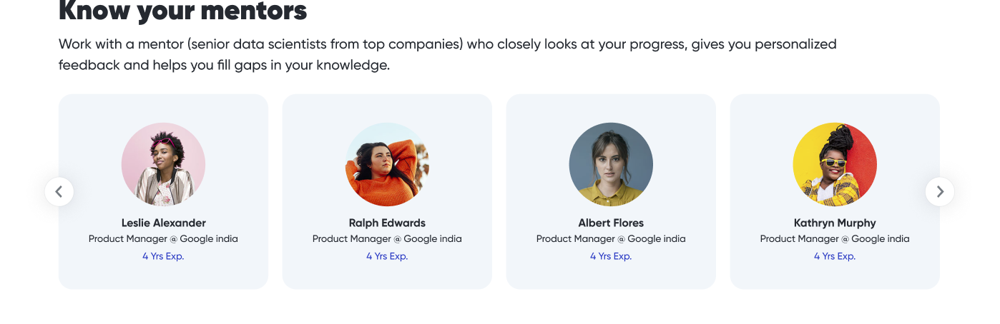 Know your mentors
Work with a mentor (senior data scientists from top companies) who closely looks at your progress, gives you personalized
feedback and helps you fill gaps in your knowledge.
Leslie Alexander
Product Manager @ Google india
4 Yrs Exp.
Ralph Edwards
Product Manager @ Google india
4 Yrs Exp.
Albert Flores
Product Manager @ Google india
4 Yrs Exp.
Kathryn Murphy
Product Manager @ Google india
4 Yrs Exp.